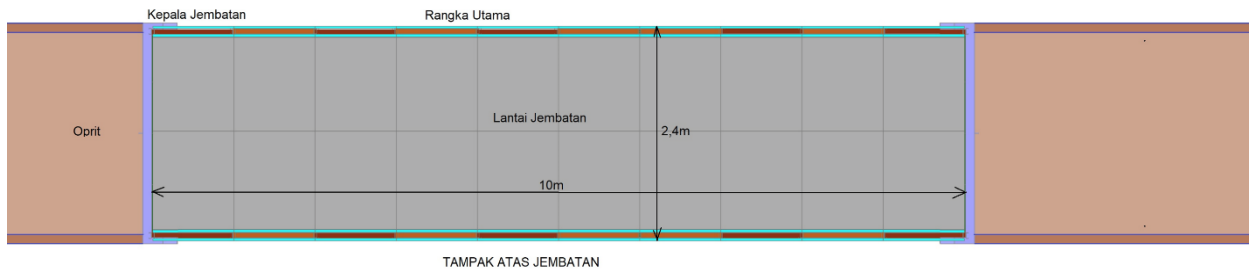 Kepala Jembatan
Rangka Utama
Oprit
Lantai Jembatan
2,4m
10m
TAMPAK ATAS JEMBATAN